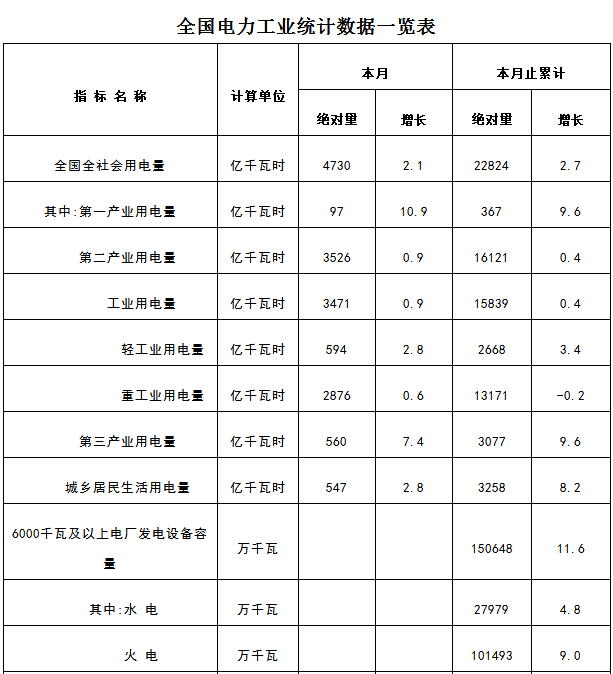 全国电力工业统计数据一览表
指 标 名 称 计算单位 本月 本月止累计
绝对量 增长 绝对量 增长
全国全社会用电量 亿千瓦时 4730 2.1 22824 2.7
其中:第一产业用电量 亿千瓦时 97 10.9 367 9.6
第二产业用电量 亿千瓦时 3526 0.9 16121 0.4
工业用电量 亿千瓦时 3471 0.9 15839 0.4
轻工业用电量 亿千瓦时 594 2.8 2668 3.4
重工业用电量 亿千瓦时 2876 0.6 13171 -0.2
第三产业用电量 亿千瓦时 560 7.4 3077 9.6
城乡居民生活用电量 亿千瓦时 547 2.8 3258 8.2
6000千瓦及以上电厂发电设备容
量 万千瓦 150648 11.6
其中:水 电 万千瓦 27979 4.8
火 电 万千瓦 101493 9.0